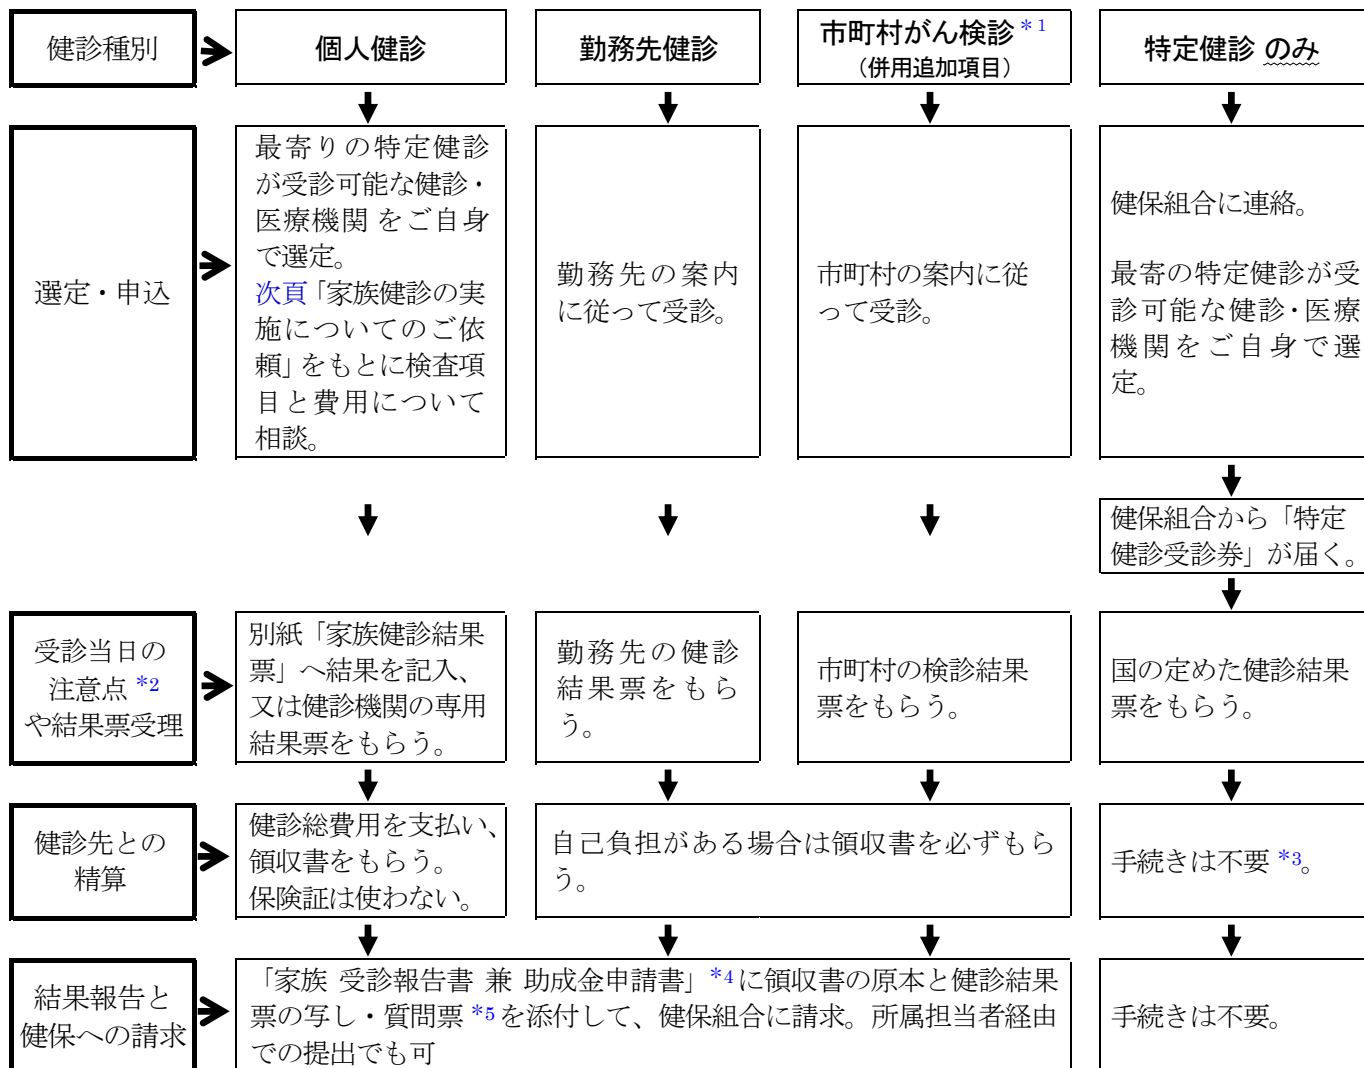 健診種別
個人健診
勤務先健診
市町村がん検診*1
（併用追加項目）
特定健診 のみ
選定・申込
最寄りの特定健診
が受診可能な健診・
医療機関 をご自身
で選定。
次頁「家族健診の実
施についてのご依
頼」をもとに検査項
目と費用について
相談。
勤務先の案内
に従って受診。
市町村の案内に従
って受診。
健保組合に連絡。
最寄の特定健診が受
診可能な健診・医療
機関をご自身で選
定。
健保組合から「特定
健診受診券」が届く。
受診当日の
注意点 *2
や結果票受理
別紙「家族健診結果
票」へ結果を記入、
又は健診機関の専用
結果票をもらう。
勤務先の健診
結果票をもら
う。
市町村の検診結果
票をもらう。
国の定めた健診結果
票をもらう。
健診先との
精算
健診総費用を支払い、
領収書をもらう。
保険証は使わない。
自己負担がある場合は領収書を必ずもら
う。
手続きは不要 *3。
結果報告と
健保への請求
「家族 受診報告書 兼 助成金申請書」*4に領収書の原本と健診結果
票の写し・質問票 *5を添付して、健保組合に請求。所属担当者経由
での提出でも可
手続きは不要。